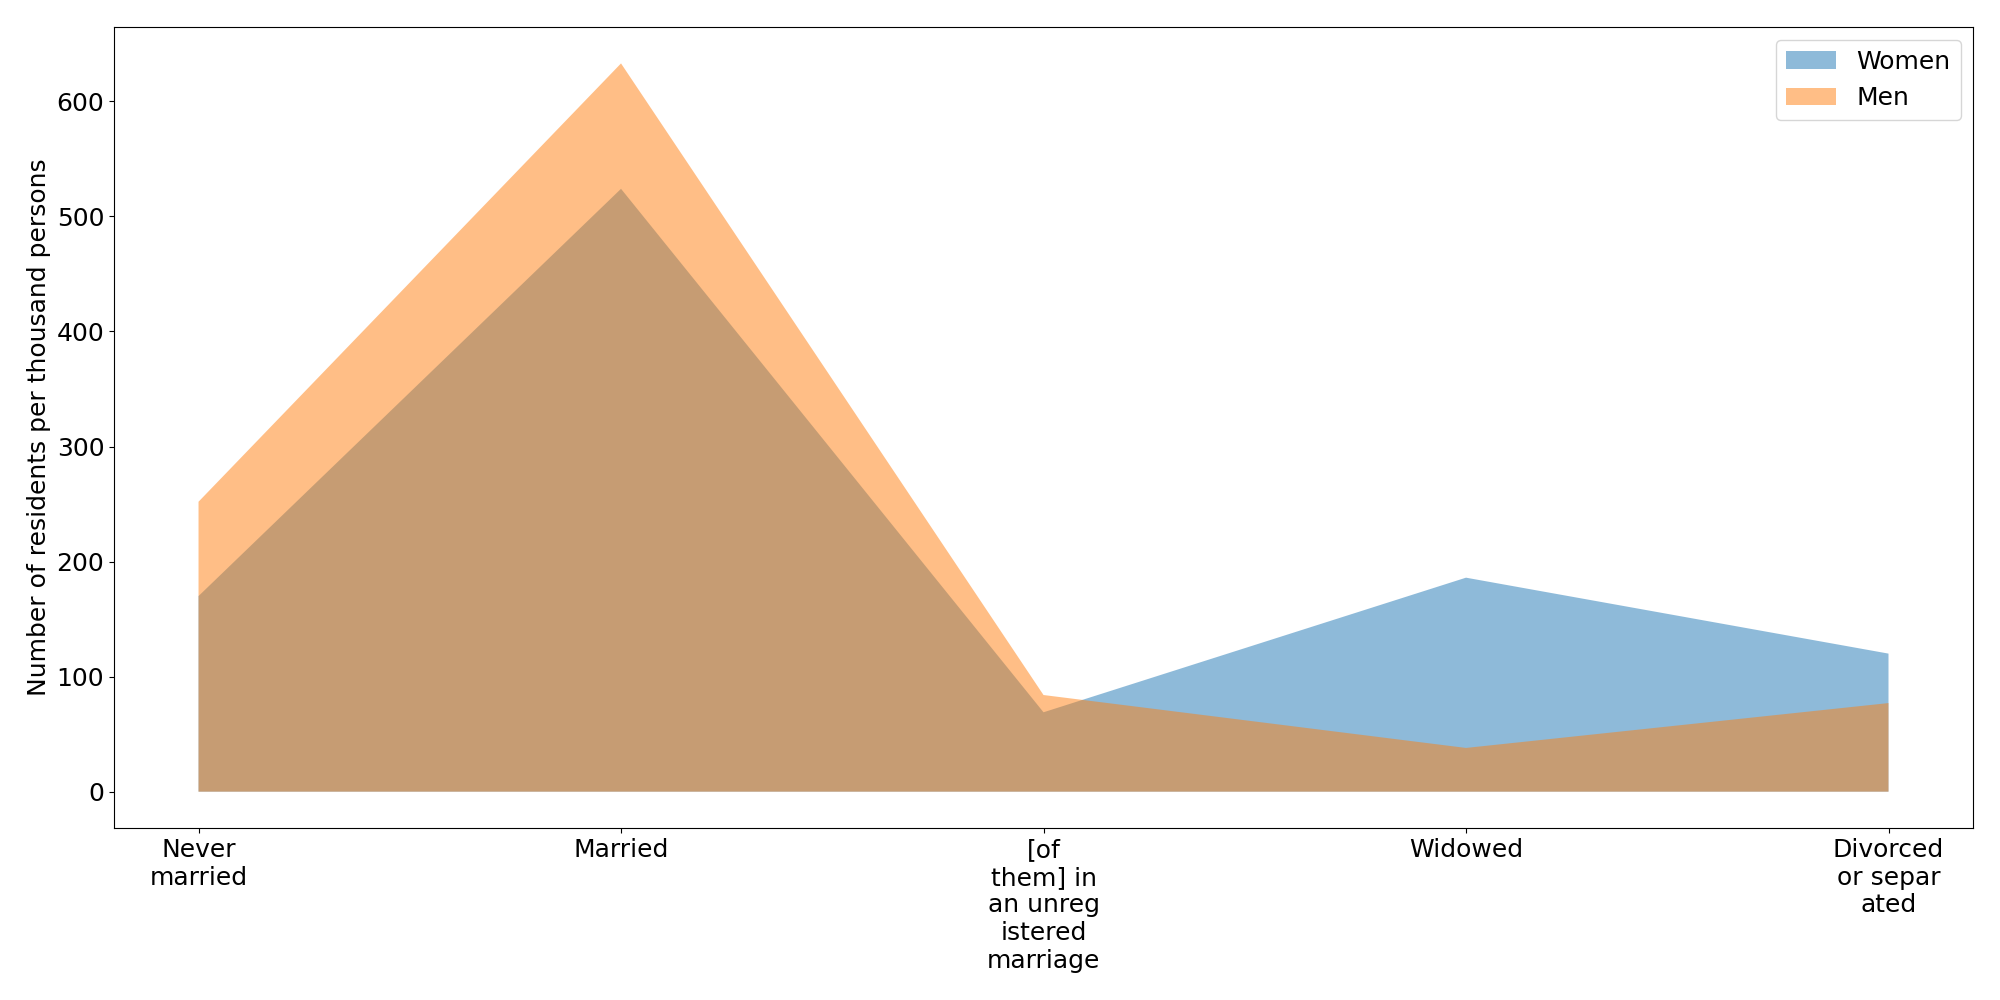 Women
Men
Number of residents per thousand persons
600
500
400
300
200
100
0
Never
married
Married
[of
them] in
an unreg
istered
marriage
Widowed
Divorced
or separ
ated